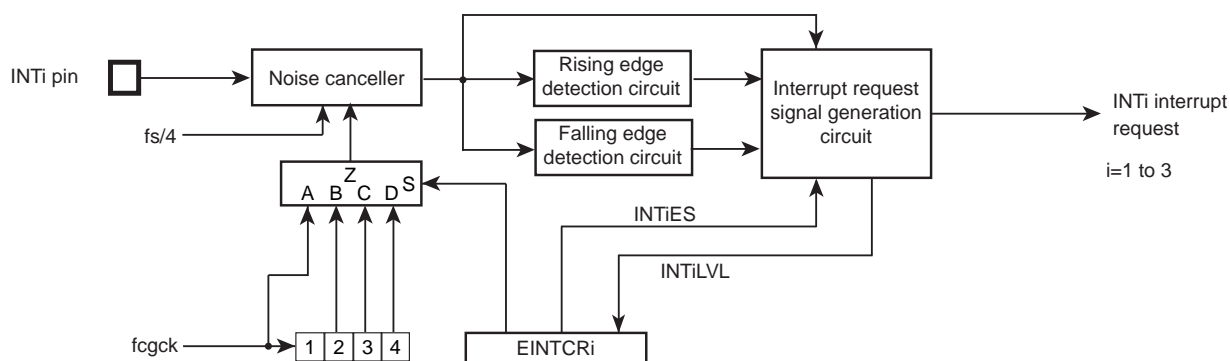 INTi pin
Noise canceller
Rising edge
detection circuit
Falling edge
detection circuit
Interrupt request
signal generation
circuit
INTi interrupt
request
i=1 to 3
fs/4
Z
S
A B C D
INTiES
INTiLVL
fcgck
1 2 3 4
EINTCRi